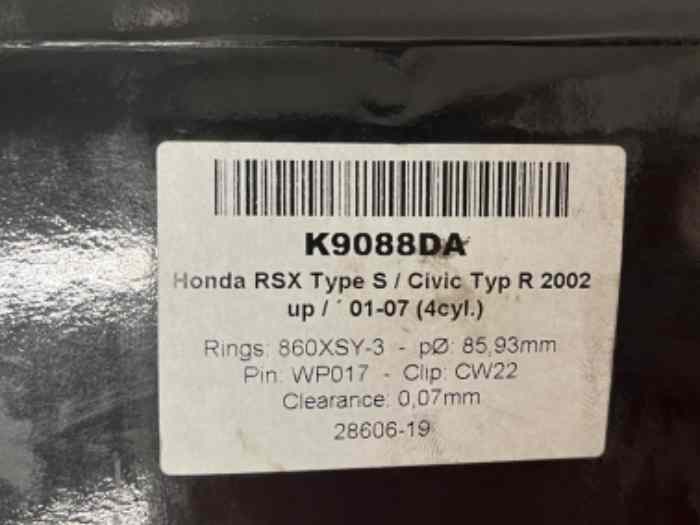 K9088DA
Honda RSX Type S / Civic Typ R 2002
up / ´ 01-07 (4cyl.)
Rings: 860XSY-3 - pØ: 85,93mm
Pin: WP017 - Clip: CW22
Clearance: 0,07mm
28606-19